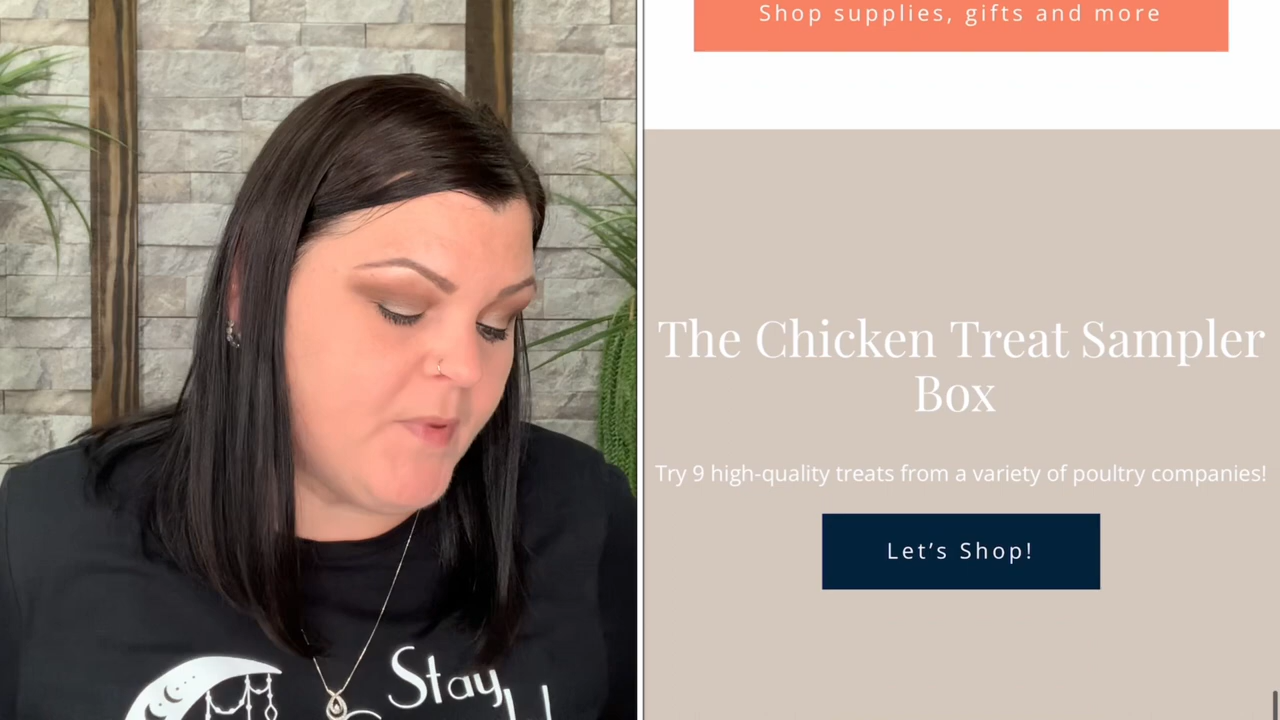 Shop supplies, gifts and more
The Chicken Treat Sampler
Box
Try 9 high-quality treats from a variety of poultry companies!
Let's Shop!
Stay